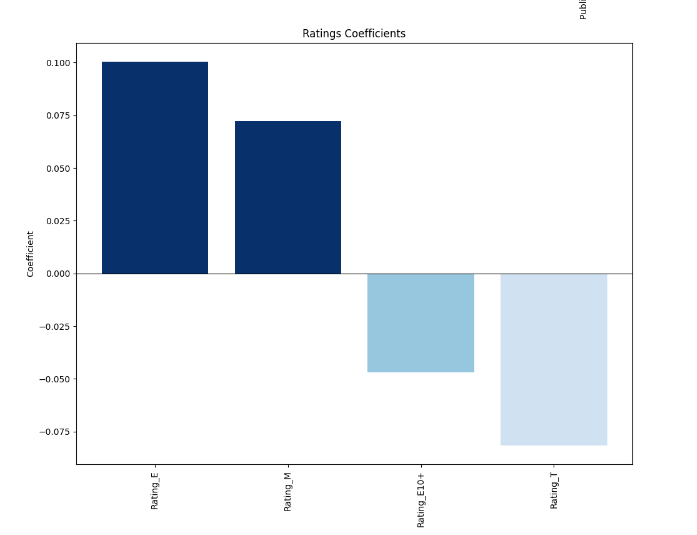 Publi
Ratings Coefficients
0.100
0.075
0.050
0.025
0.000
−0.025
−0.050
−0.075
Coefficient
Rating_E
Rating_M
Rating_E10+
Rating_T